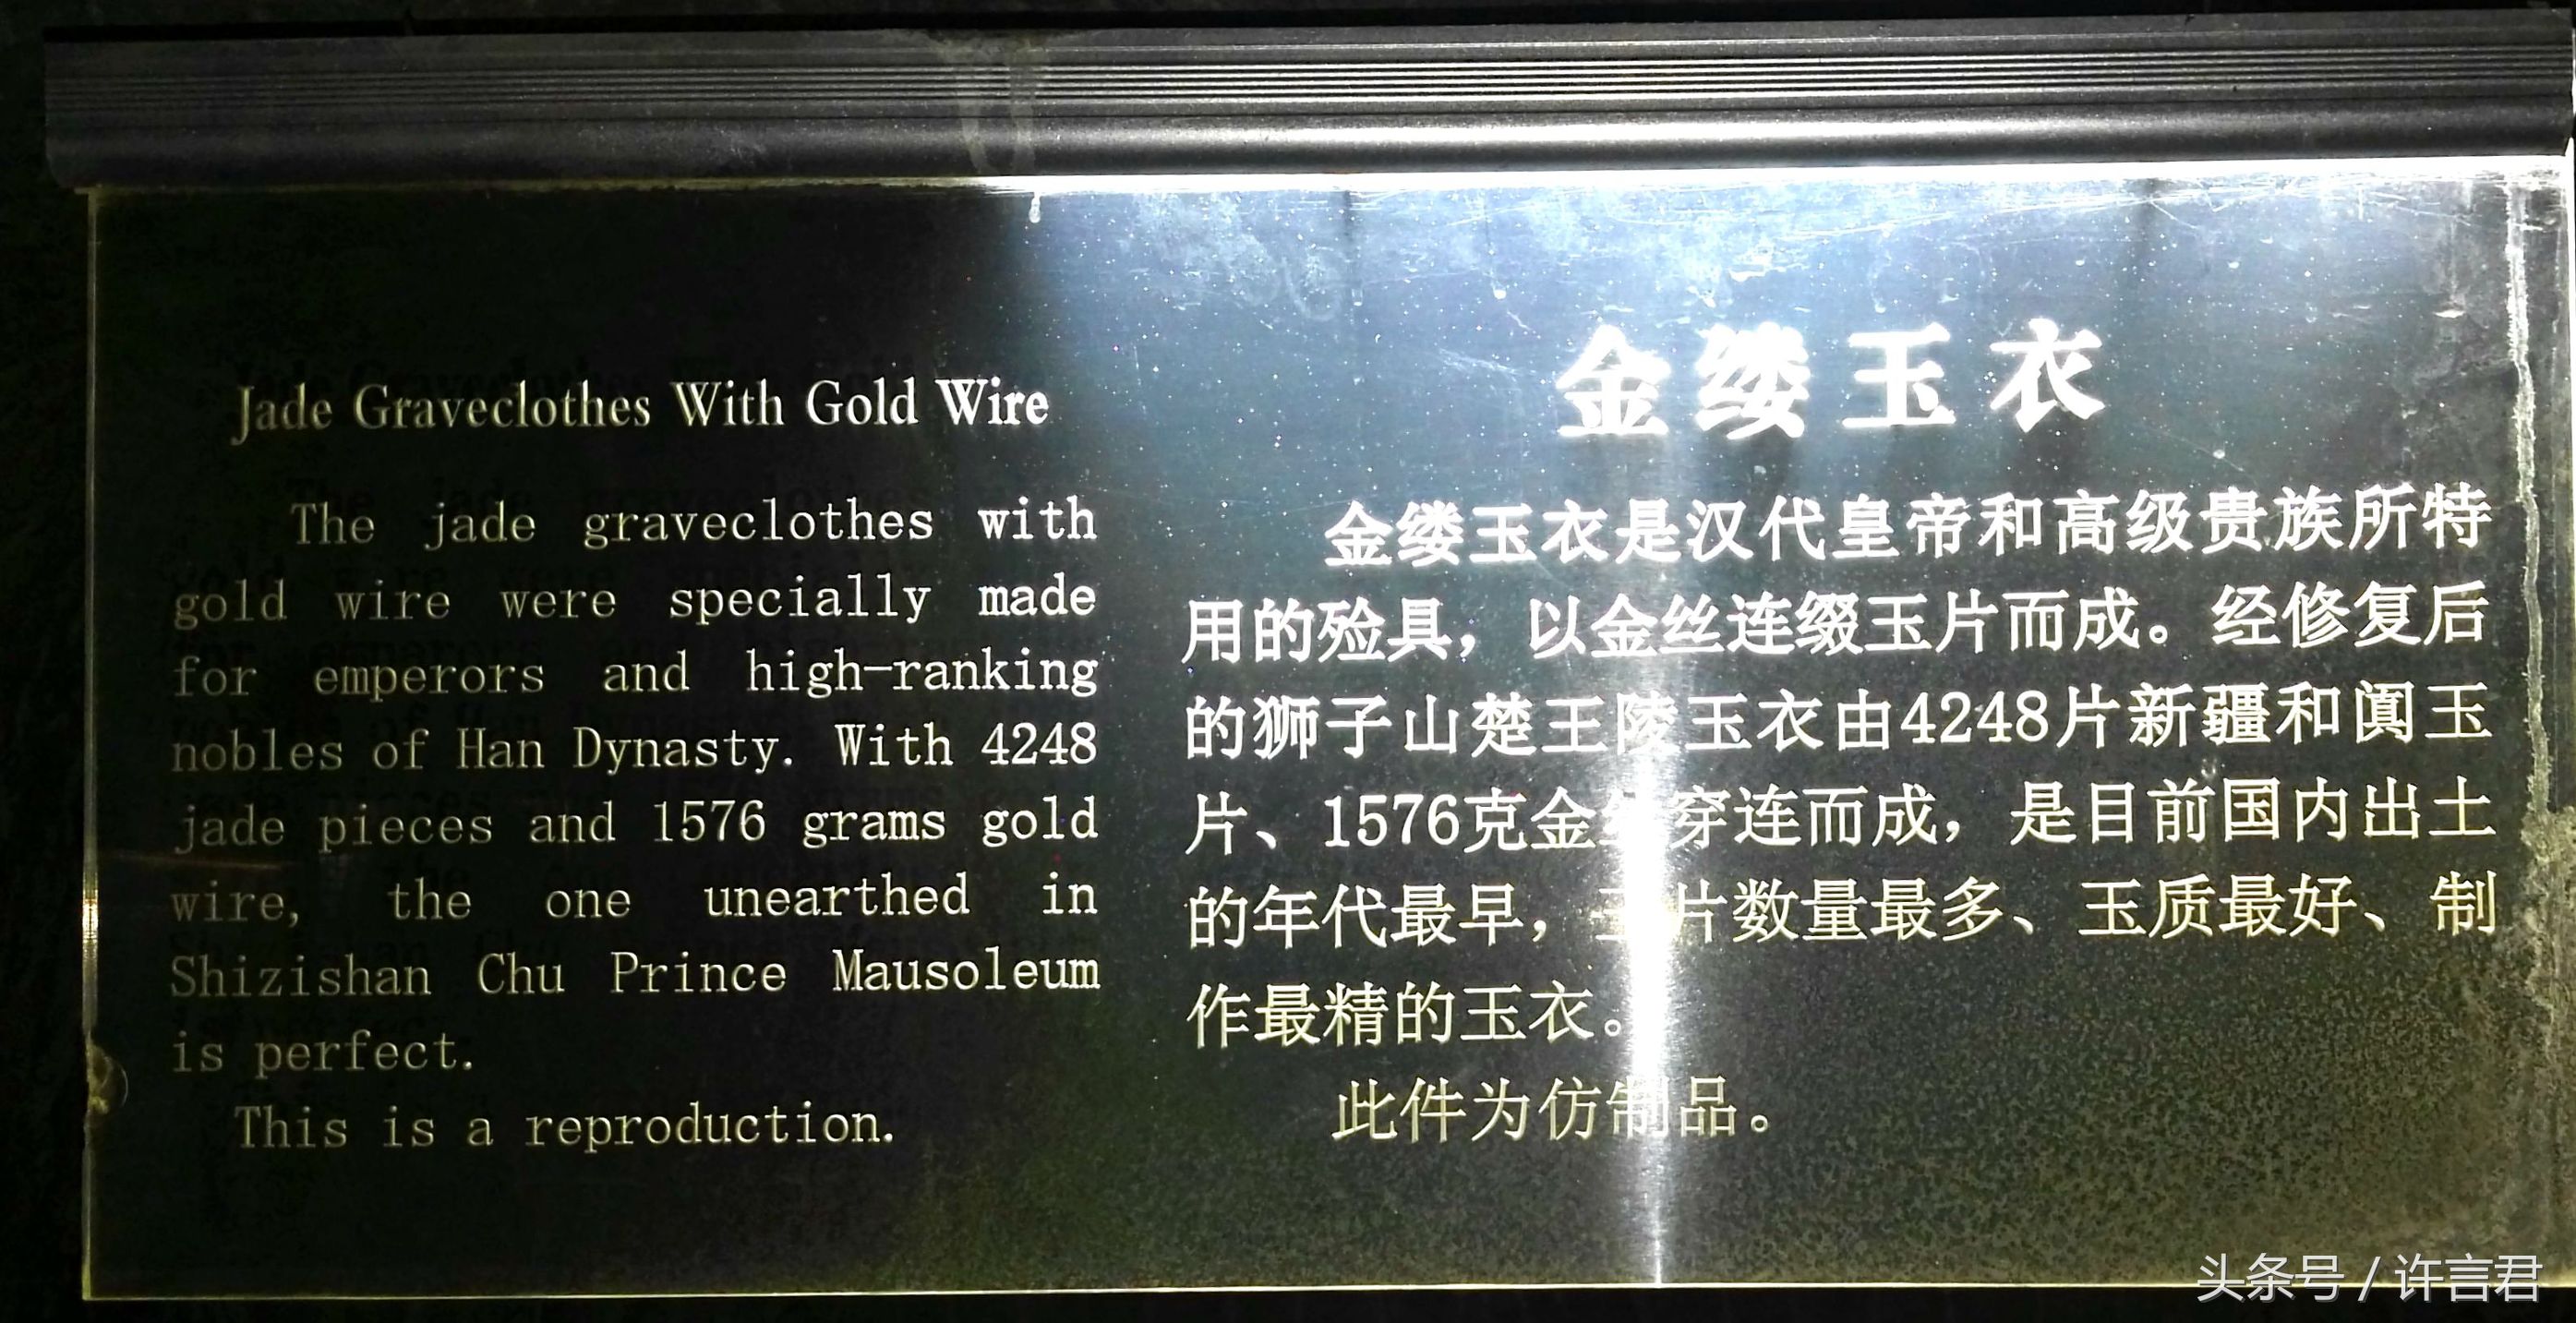 Jade Graveclothes With Gold Wire
The jade graveclothes with
gold wire were specially made
for emperors and high-ranking
nobles of Han Dynasty. With 4248
jade pieces and 1576 grams gold
wire, the one unearthed in
Shizishan Chu Prince Mausoleum
is perfect.
This is a reproduction.
金缕玉衣
金缕玉衣是汉代皇帝和高级贵族所特
用的殓具，以金丝连缀玉片而成。经修复后
的狮子山楚王陵玉衣由4248片新疆和阗玉
片、1576克金 穿连而成，是目前国内出土
的年代最早，玉片数量最多、玉质最好、制
作最精的玉衣。
此件为仿制品。
头条号 / 许言君